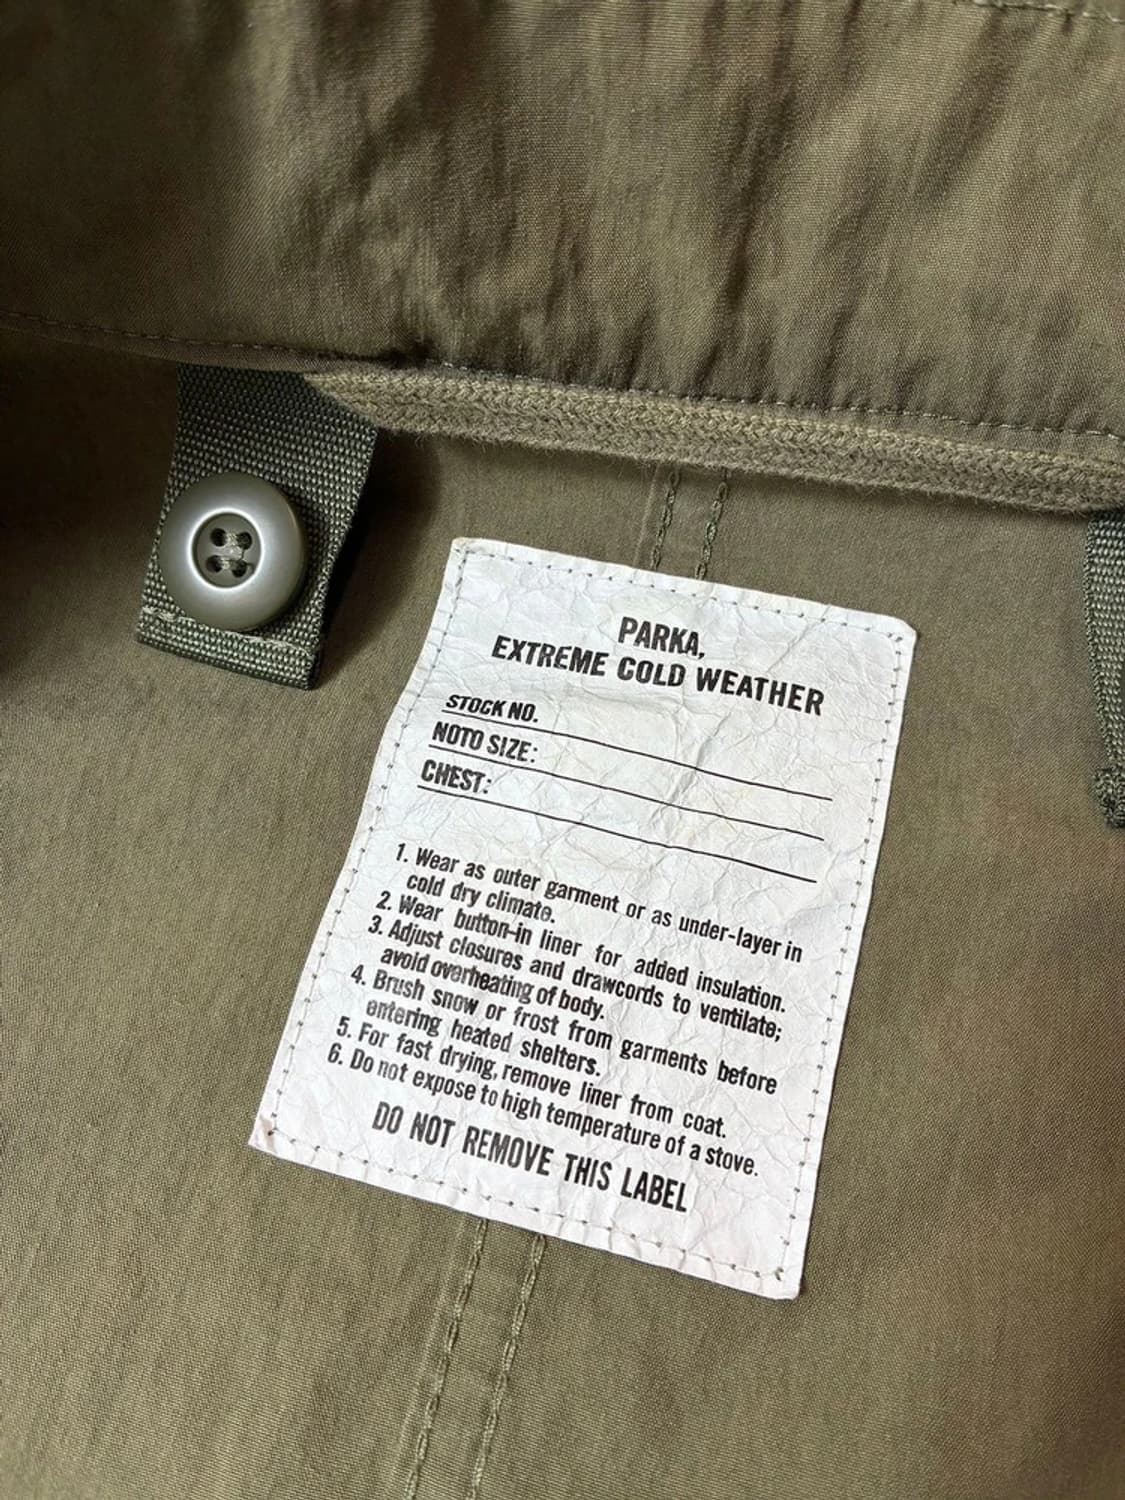 PARKA,
EXTREME COLD WEATHER
STOCK NO.
NOTO SIZE:
CHEST:
1. Wear as outer garment or as under-layer in
cold dry climate.
2. Wear button-in liner for added insulation.
3. Adjust closures and drawcords to ventilate;
avoid overheating of body.
4. Brush snow or frost from garments before
entering heated shelters.
5. For fast drying, remove liner from coat.
6. Do not expose to high temperature of a stove.
DO NOT REMOVE THIS LABEL